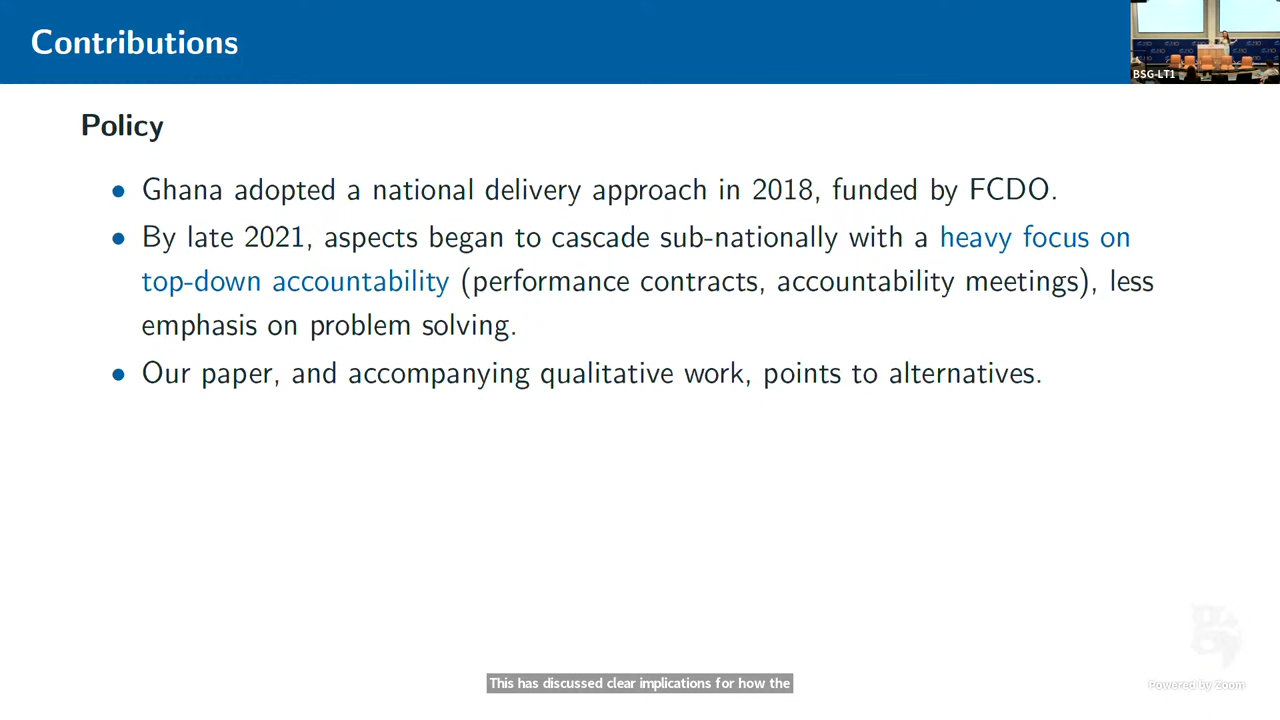 Contributions
BSG-LT1
Policy
Ghana adopted a national delivery approach in 2018, funded by FCDO.
By late 2021, aspects began to cascade sub-nationally with a heavy focus on
top-down accountability (performance contracts, accountability meetings), less
emphasis on problem solving.
Our paper, and accompanying qualitative work, points to alternatives.
This has discussed clear implications for how the
Powered by Zoom